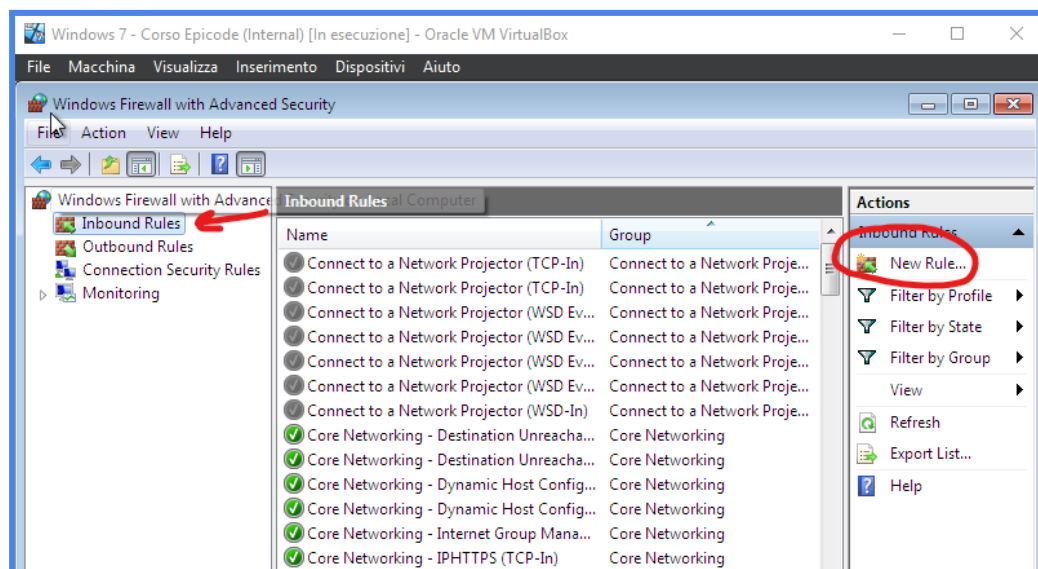 Windows 7 - Corso Epicode (Internal) [In esecuzione] - Oracle VM VirtualBox
File Macchina Visualizza Inserimento Dispositivi Aiuto
Windows Firewall with Advanced Security
File Action View Help
Windows Firewall with Advance
Inbound Rules
Outbound Rules
Connection Security Rules
Monitoring
Inbound Rules
Computer
Name Group
Connect to a Network Projector (TCP-In) Connect to a Network Proje...
Connect to a Network Projector (TCP-In) Connect to a Network Proje...
Connect to a Network Projector (WSD Ev... Connect to a Network Proje...
Connect to a Network Projector (WSD Ev... Connect to a Network Proje...
Connect to a Network Projector (WSD Ev... Connect to a Network Proje...
Connect to a Network Projector (WSD Ev... Connect to a Network Proje...
Connect to a Network Projector (WSD-In) Connect to a Network Proje...
Core Networking - Destination Unreacha... Core Networking
Core Networking - Destination Unreacha... Core Networking
Core Networking - Dynamic Host Config... Core Networking
Core Networking - Dynamic Host Config... Core Networking
Core Networking - Internet Group Mana... Core Networking
Core Networking - IPHTTPS (TCP-In) Core Networking
Actions
Inbound Rules
New Rule...
Filter by Profile
Filter by State
Filter by Group
View
Refresh
Export List...
Help